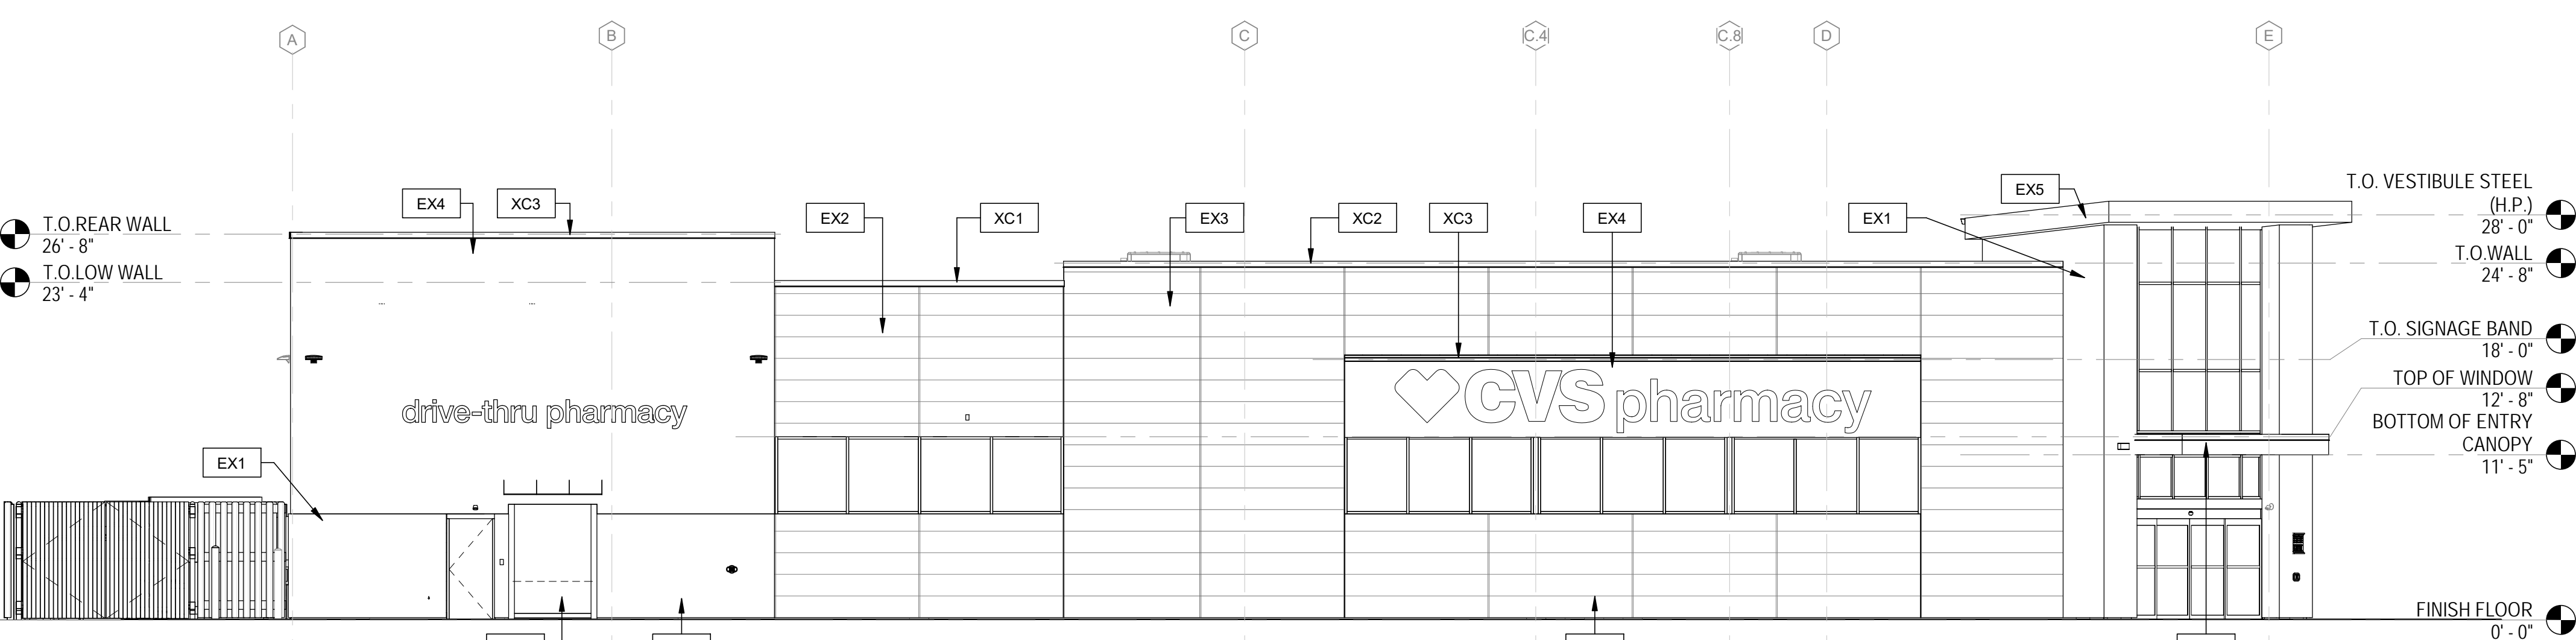 A
B
C
C.4
C.8
D
E
T.O.REAR WALL
26' - 8"
T.O.LOW WALL
23' - 4"
EX4
XC3
EX2
XC1
EX3
XC2
XC3
EX4
EX1
EX5
T.O. VESTIBULE STEEL
(H.P.)
28' - 0"
T.O.WALL
24' - 8"
T.O. SIGNAGE BAND
18' - 0"
TOP OF WINDOW
12' - 8"
BOTTOM OF ENTRY
CANOPY
11' - 5"
FINISH FLOOR
0' - 0"
drive-thru pharmacy
CVS pharmacy
EX1